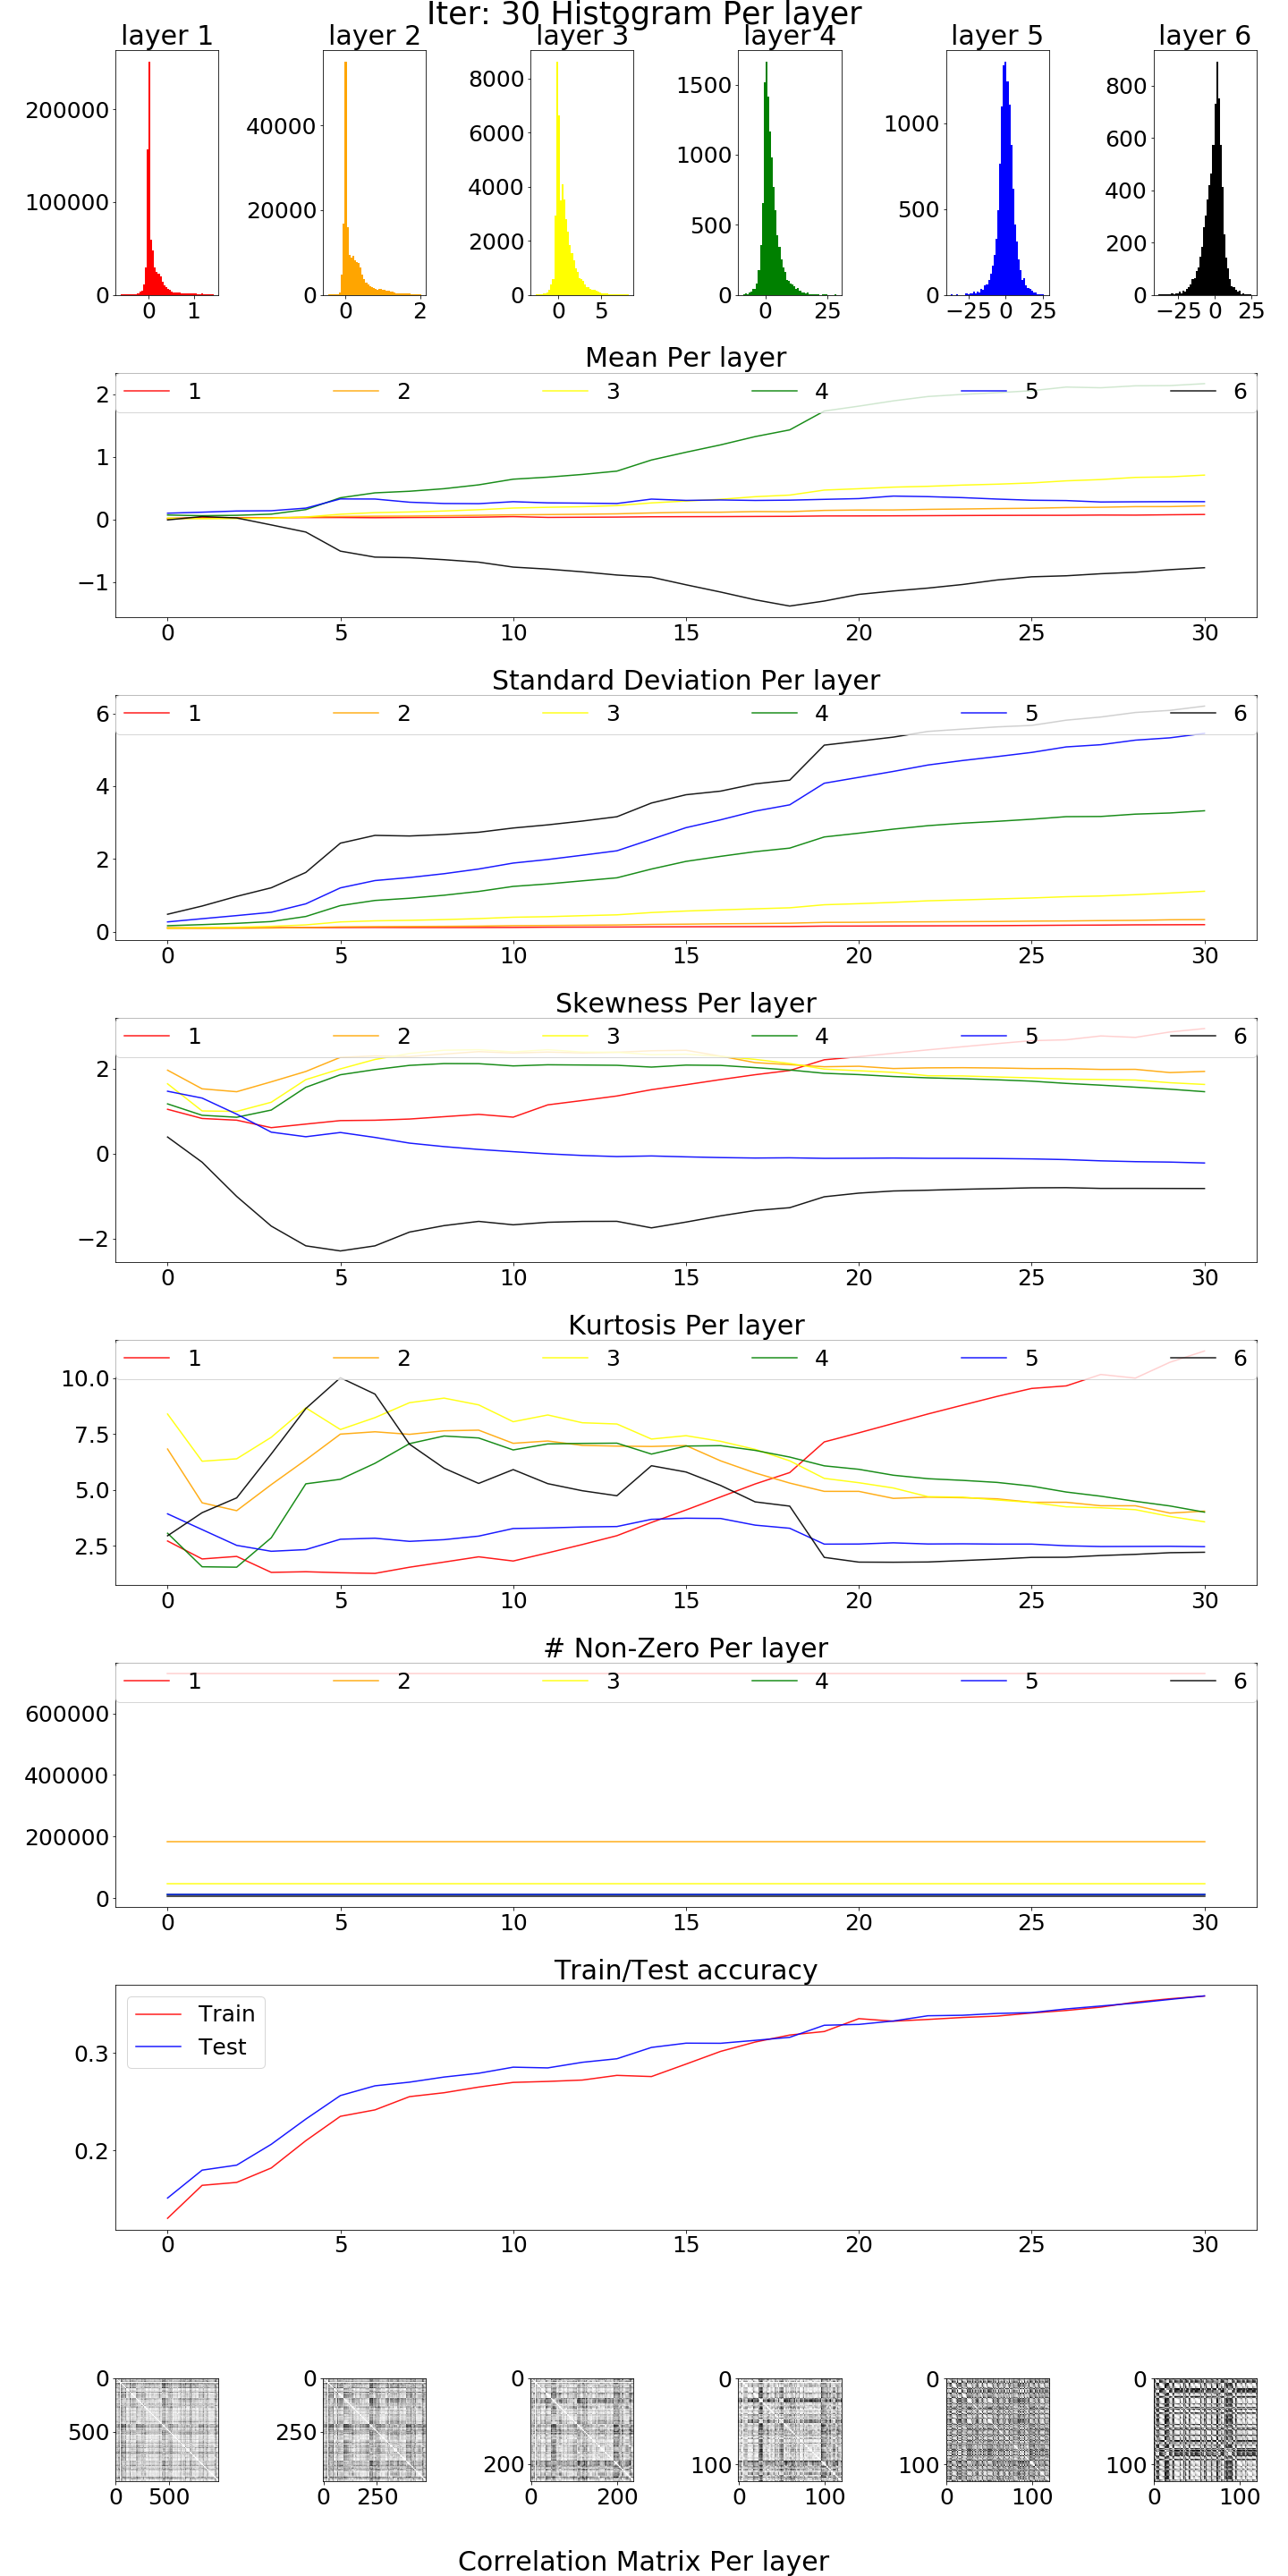 Iter: 30 Histogram Per layer
layer 1 layer 2 layer 3 layer 4 layer 5 layer 6
200000
100000
0
0 1
40000
20000
0
0 2
8000
6000
4000
2000
0
0 5
1500
1000
500
0
0 25
1000
500
0
−25 0 25
800
600
400
200
0
−25 0 25
Mean Per layer
1 2 3 4 5 6
2
1
0
−1
0 5 10 15 20 25 30
Standard Deviation Per layer
1 2 3 4 5 6
6
4
2
0
0 5 10 15 20 25 30
Skewness Per layer
1 2 3 4 5 6
2
0
−2
0 5 10 15 20 25 30
Kurtosis Per layer
1 2 3 4 5 6
10.0
7.5
5.0
2.5
0 5 10 15 20 25 30
# Non-Zero Per layer
1 2 3 4 5 6
600000
400000
200000
0
0 5 10 15 20 25 30
Train/Test accuracy
Train
Test
0.3
0.2
0 5 10 15 20 25 30
0
500
0 500
0
250
0 250
0
200
0 200
0
100
0 100
0
100
0 100
0
100
0 100
Correlation Matrix Per layer